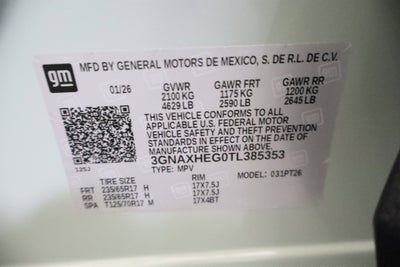 gm
MFD BY GENERAL MOTORS DE MEXICO, S. DE R.L. DE C.V.
01/26 GVWR GAWR FRT GAWR RR
2100 KG 1175 KG 1200 KG
4629 LB 2590 LB 2645 LB
THIS VEHICLE CONFORMS TO ALL
APPLICABLE U.S. FEDERAL MOTOR
VEHICLE SAFETY AND THEFT PREVENTION
STANDARDS IN EFFECT ON THE DATE OF
MANUFACTURE SHOWN ABOVE.
3GNAXHEG0TL385353
125J TYPE: MPV MODEL: 031PT26
TIRE SIZE RIM
FRT 235/65R17 H 17X7.5J
RR 235/65R17 H 17X7.5J
SPA T125/70R17 M 17X4BT